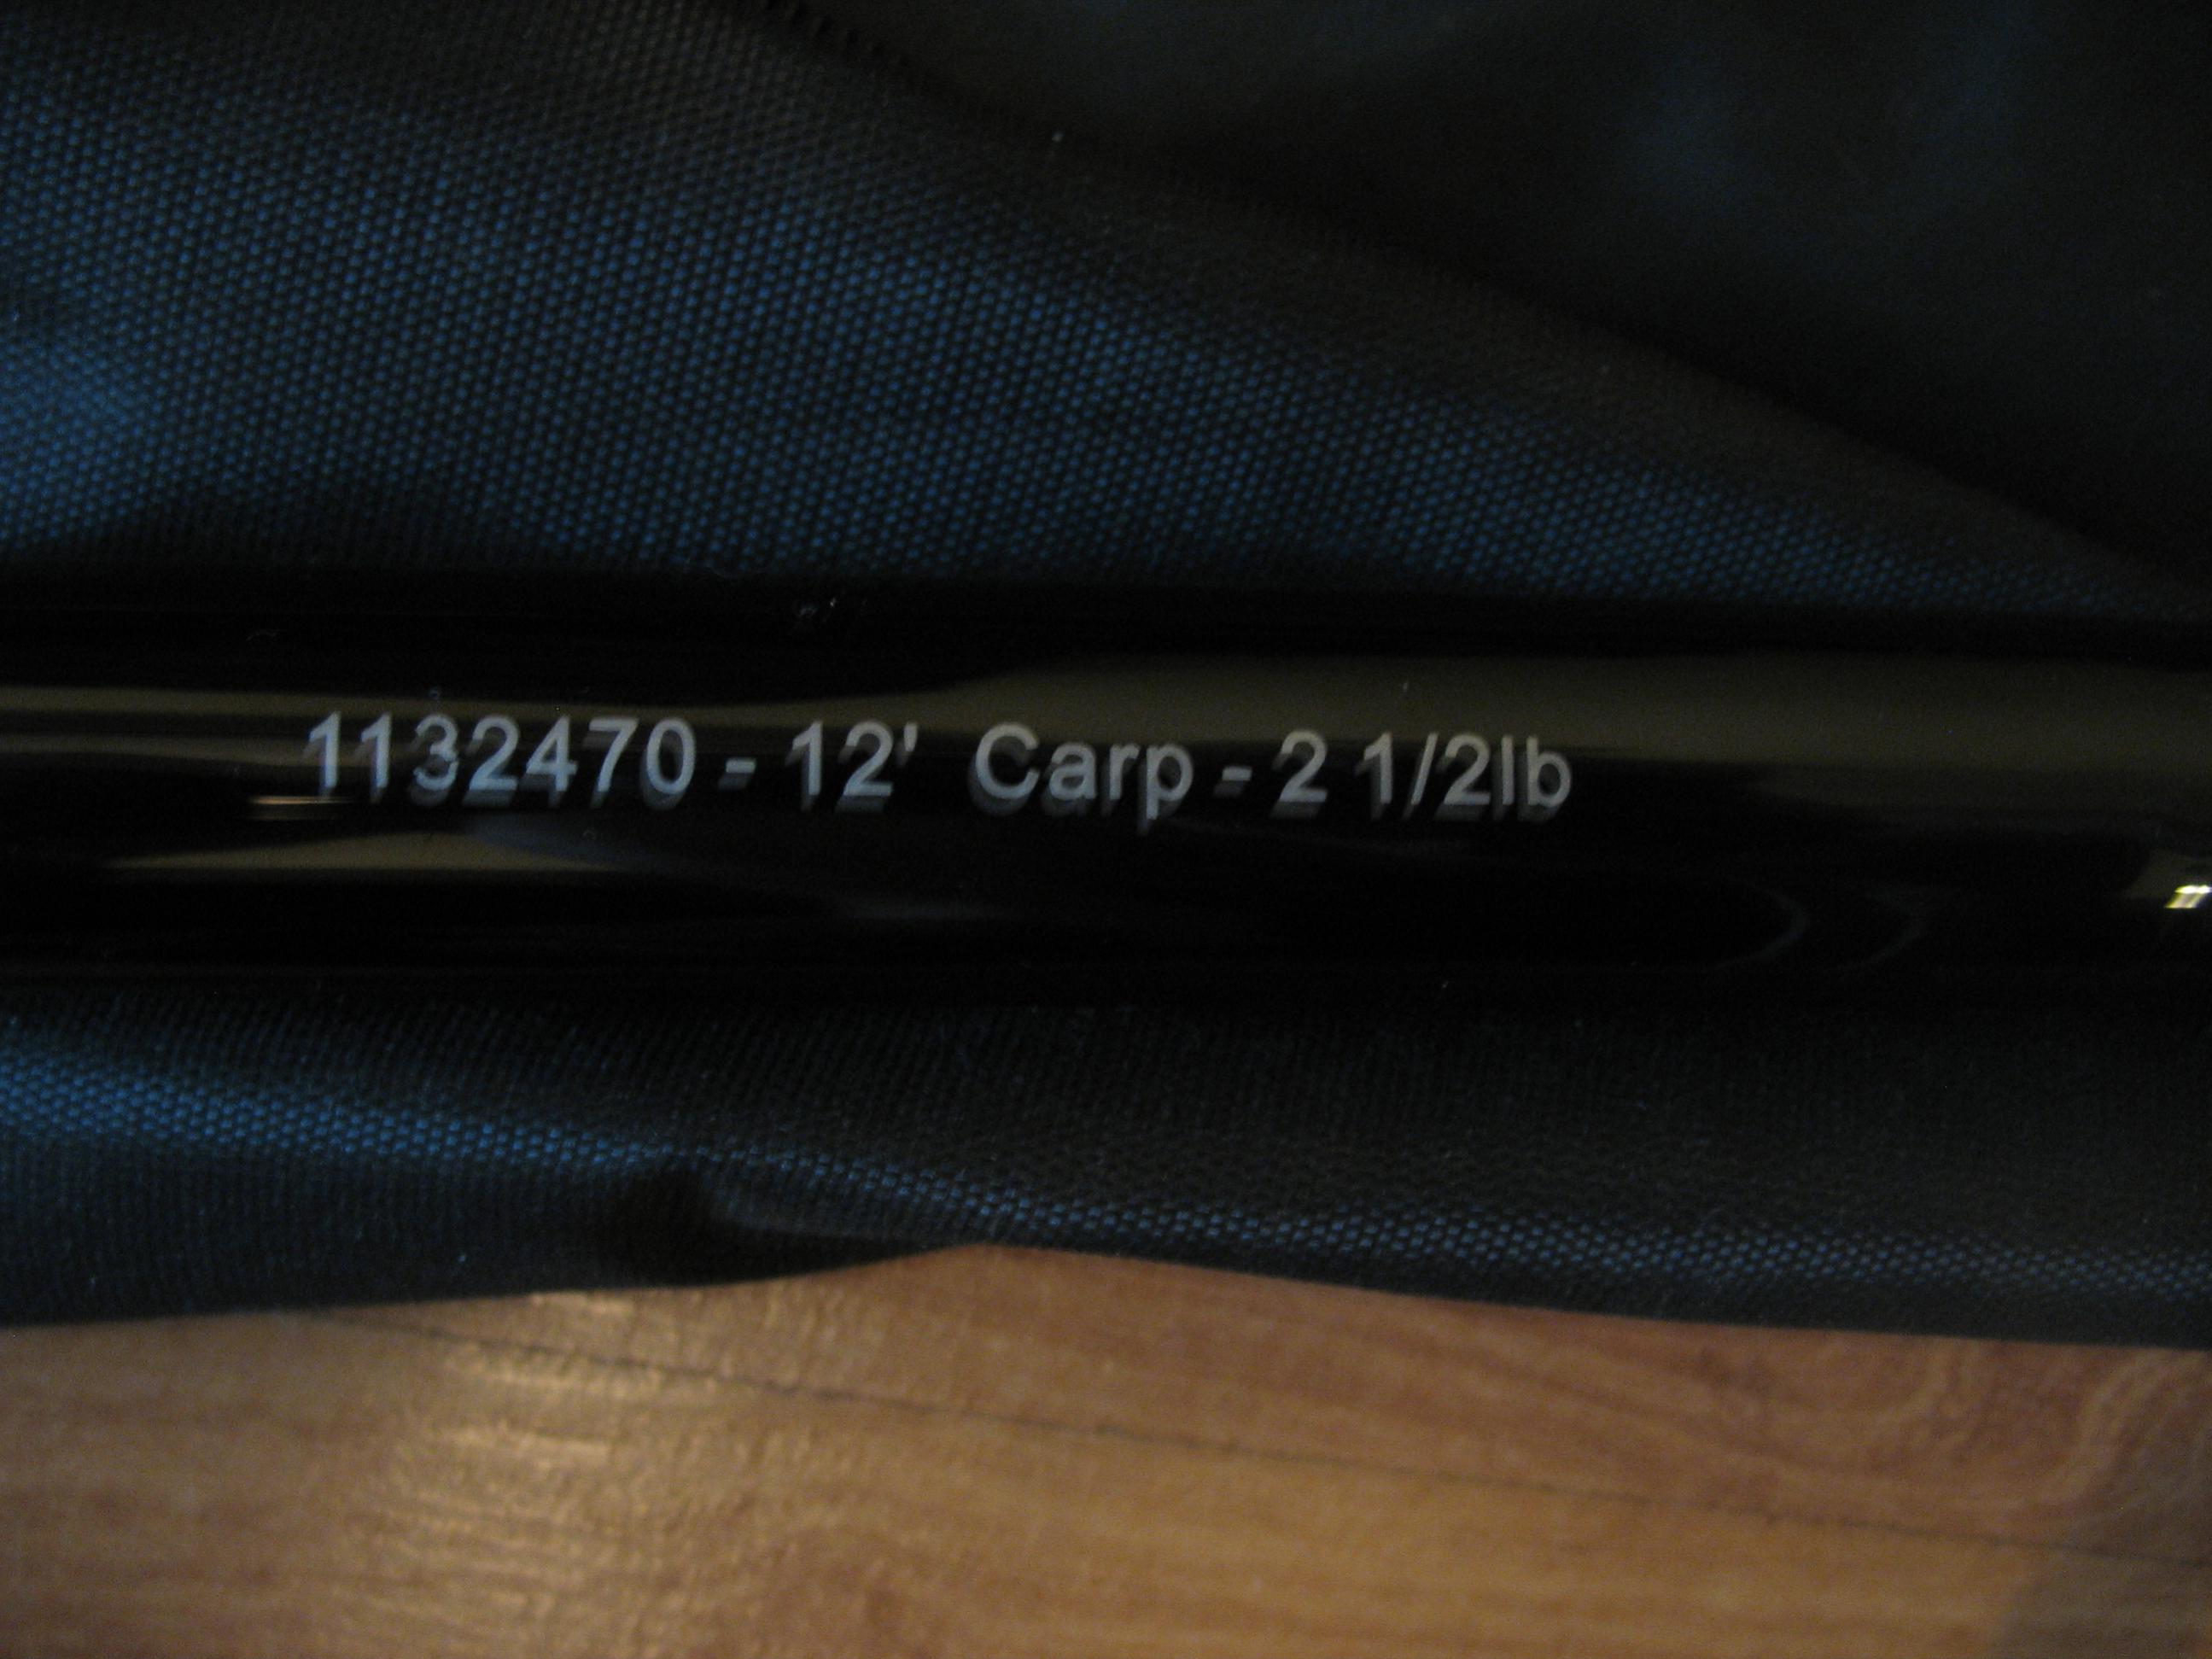 1132470 - 12' Carp - 2 1/2lb